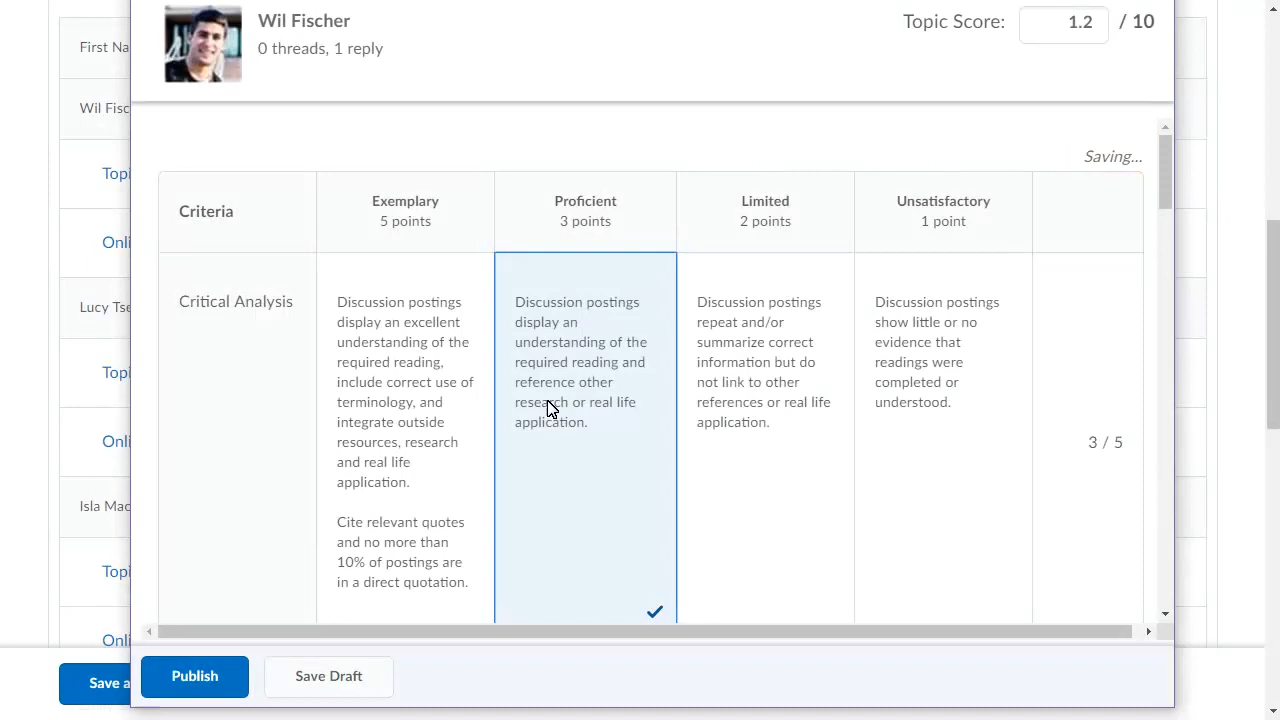 Wil Fischer
0 threads, 1 reply
Topic Score: 1.2 / 10
First Na
Wil Fisc
Topi
Onli
Lucy Tse
Topi
Onli
Isla Mac
Topi
Onli
Save a
Saving...
Criteria
Exemplary
5 points
Proficient
3 points
Limited
2 points
Unsatisfactory
1 point
Critical Analysis
Discussion postings
display an excellent
understanding of the
required reading,
include correct use of
terminology, and
integrate outside
resources, research
and real life
application.
Cite relevant quotes
and no more than
10% of postings are
in a direct quotation.
Discussion postings
display an
understanding of the
required reading and
reference other
research or real life
application.
Discussion postings
repeat and/or
summarize correct
information but do
not link to other
references or real life
application.
Discussion postings
show little or no
evidence that
readings were
completed or
understood.
3 / 5
Publish
Save Draft